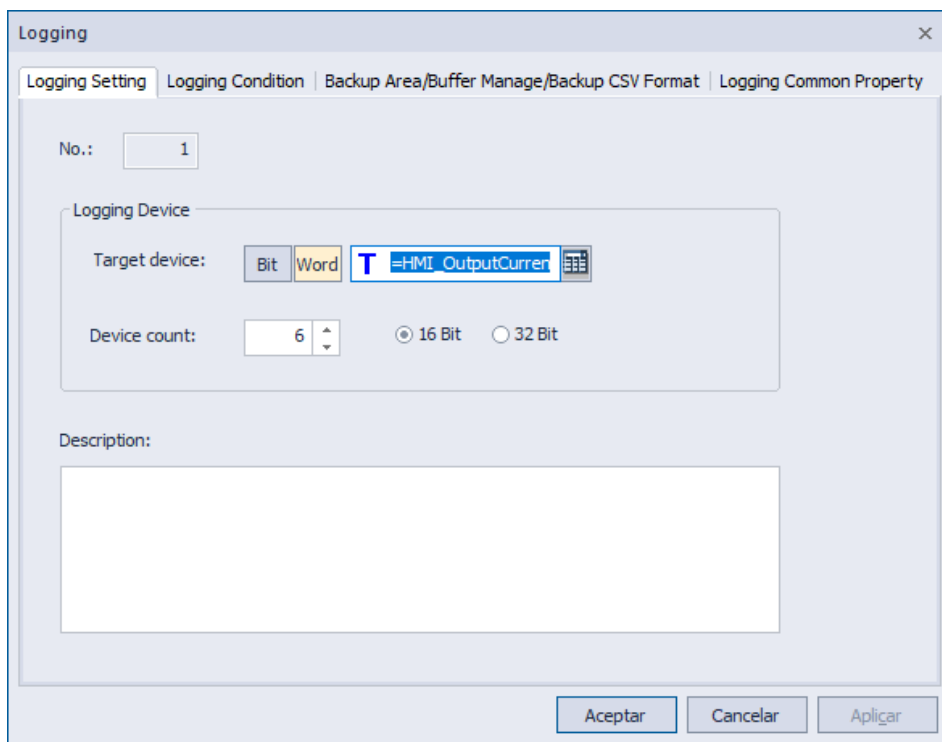 Logging
Logging Setting Logging Condition Backup Area/Buffer Manage/Backup CSV Format Logging Common Property
No.: 1
Logging Device
Target device: Bit Word T =HMI_OutputCurren
Device count: 6 16 Bit 32 Bit
Description:
Aceptar Cancelar Aplicar